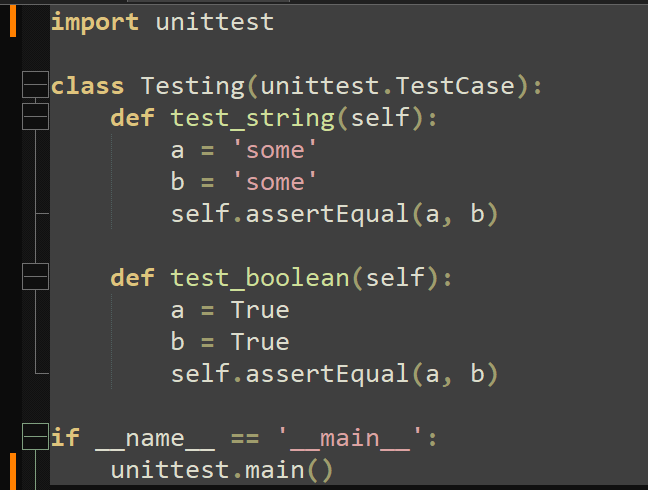 import unittest

class Testing(unittest.TestCase):
    def test_string(self):
        a = 'some'
        b = 'some'
        self.assertEqual(a, b)

    def test_boolean(self):
        a = True
        b = True
        self.assertEqual(a, b)

if __name__ == '__main__':
    unittest.main()